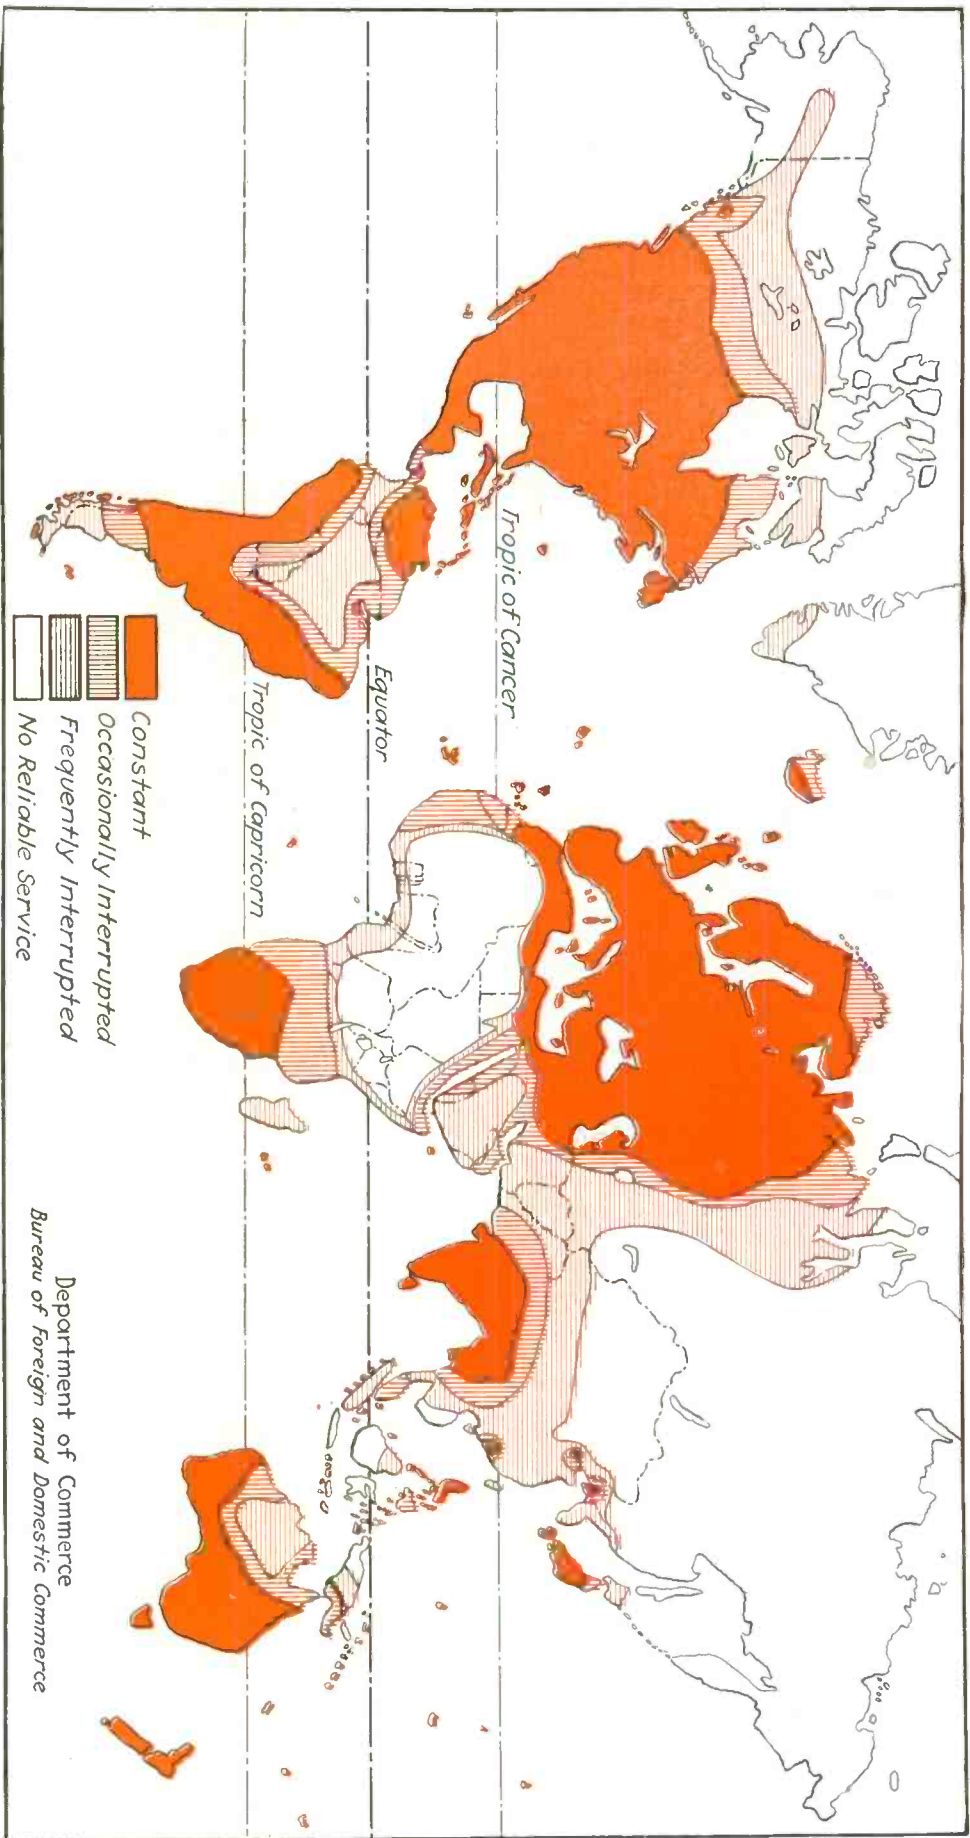 Tropic of Cancer
Equator
Tropic of Capricorn
Constant
Occasionally Interrupted
Frequently Interrupted
No Reliable Service
Department of Commerce
Bureau of Foreign and Domestic Commerce